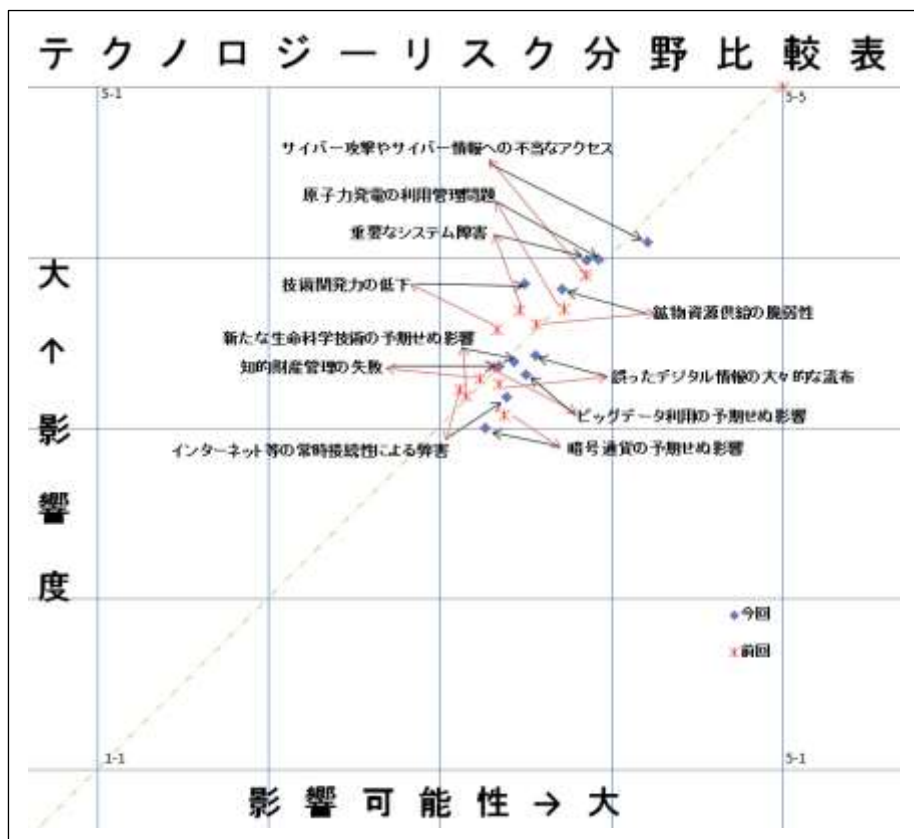 テクノロジーリスク分野比較表
5-1
5-5
サイバー攻撃やサイバー情報への不当なアクセス
原子力発電の利用管理問題
重要なシステム障害
技術開発力の低下
鉱物資源供給の脆弱性
新たな生命科学技術の予期せぬ影響
知的財産管理の失敗
誤ったデジタル情報の大々的な流布
ビッグデータ利用の予期せぬ影響
インターネット等の常時接続性による弊害
暗号通貨の予期せぬ影響
大↑影響度
今回
前回
1-1
5-1
影響可能性→大